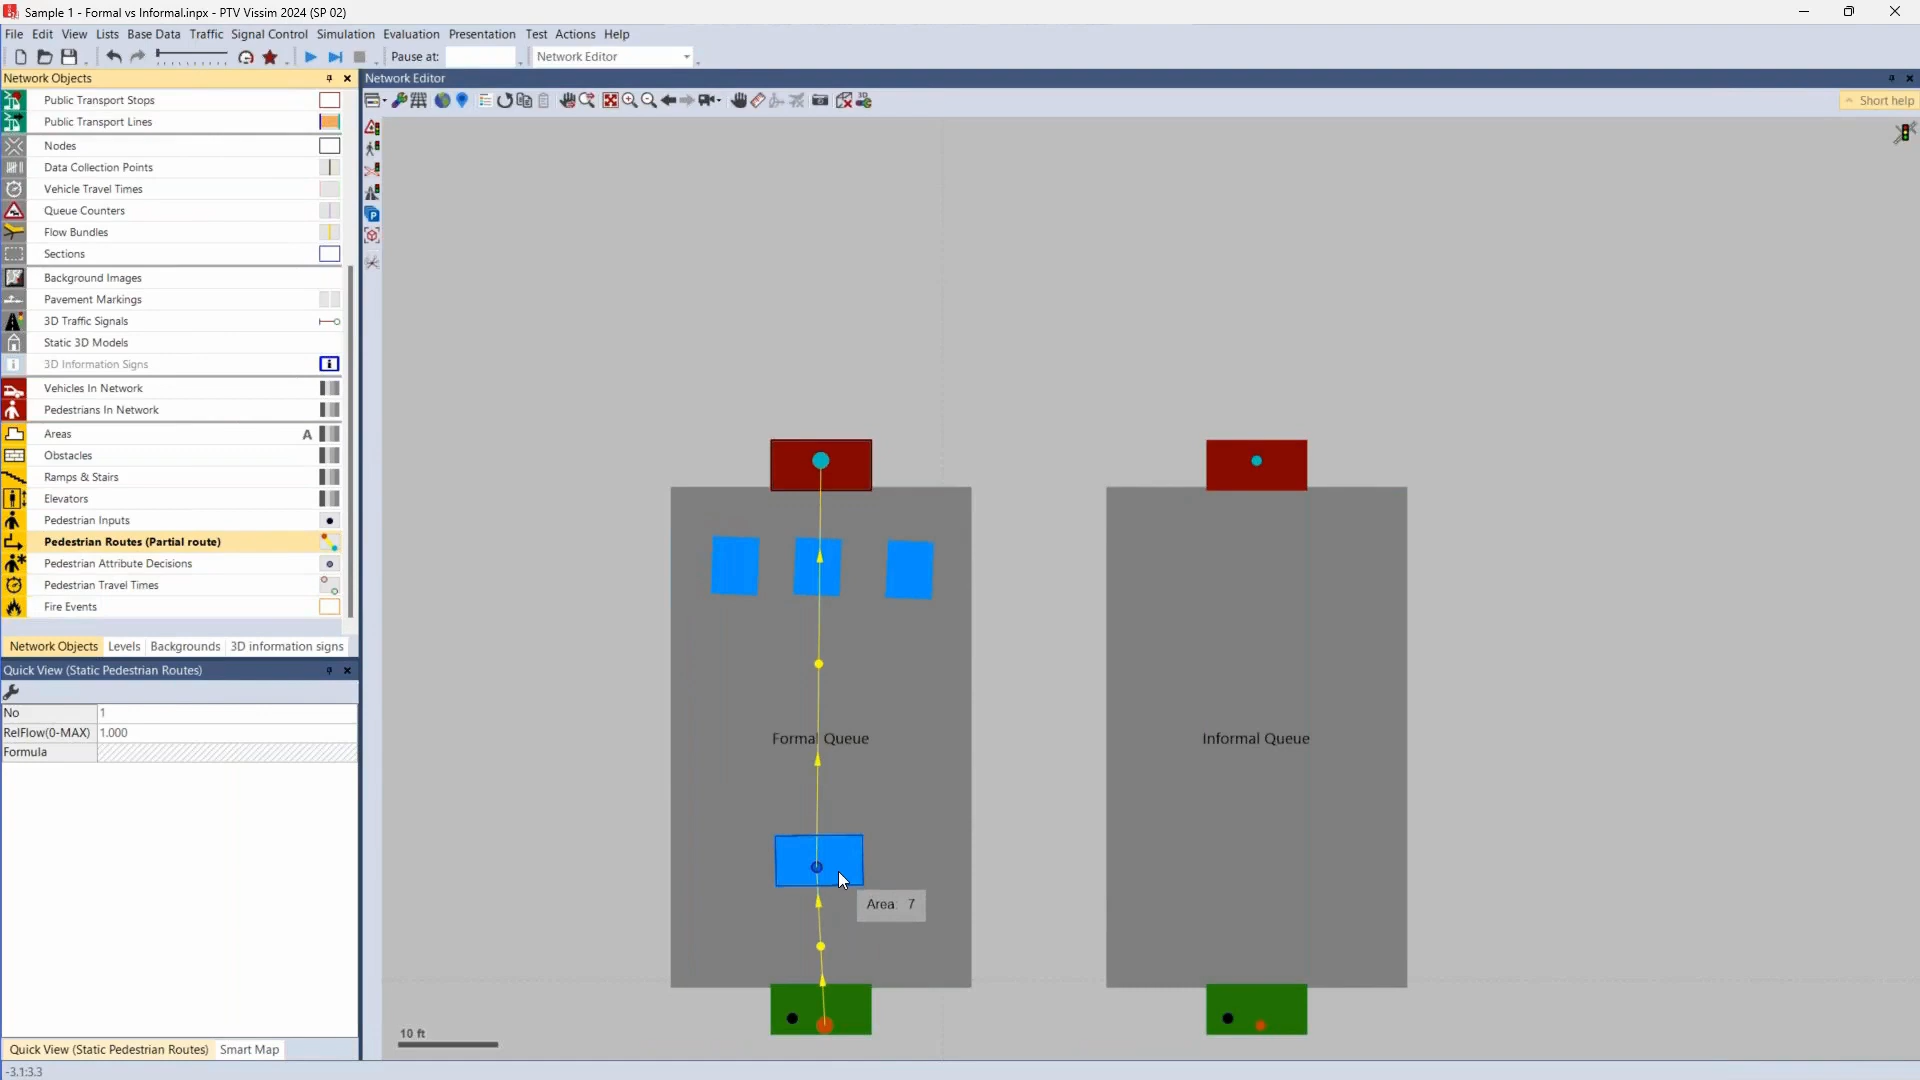 Sample 1 - Formal vs Informal.inpx - PTV Vissim 2024 (SP 02)
File Edit View Lists Base Data Traffic Signal Control Simulation Evaluation Presentation Test Actions Help
Pause at: Network Editor
Network Objects
Network Editor
Short help
Public Transport Stops
Public Transport Lines
Nodes
Data Collection Points
Vehicle Travel Times
Queue Counters
Flow Bundles
Sections
Background Images
Pavement Markings
3D Traffic Signals
Static 3D Models
3D Information Signs
Vehicles In Network
Pedestrians In Network
Areas A
Obstacles
Ramps & Stairs
Elevators
Pedestrian Inputs
Pedestrian Routes (Partial route)
Pedestrian Attribute Decisions
Pedestrian Travel Times
Fire Events
Network Objects Levels Backgrounds 3D information signs
Quick View (Static Pedestrian Routes)
No 1
RelFlow(0-MAX) 1.000
Formula
Quick View (Static Pedestrian Routes) Smart Map
-3.1:3.3
Formal Queue
Informal Queue
Area: 7
10 ft